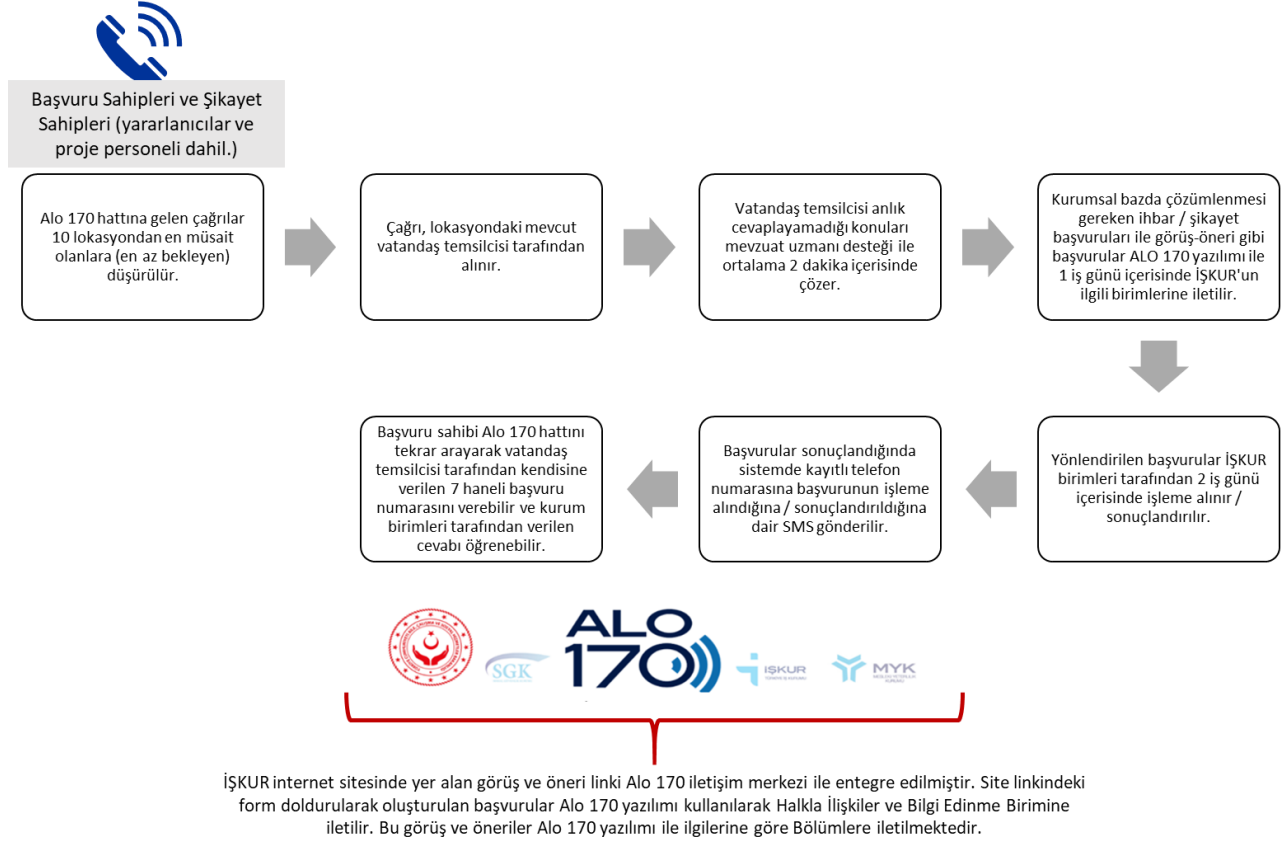 Başvuru Sahipleri ve Şikayet
Sahipleri (yararlanıcılar ve
proje personeli dahil.)
Alo 170 hattına gelen çağrılar
10 lokasyondan en müsait
olanlara (en az bekleyen)
düşürülür.
Çağrı, lokasyondaki mevcut
vatandaş temsilcisi tarafından
alınır.
Vatandaş temsilcisi anlık
cevaplayamadığı konuları
mevzuat uzmanı desteği ile
ortalama 2 dakika içerisinde
çözer.
Kurumsal bazda çözümlenmesi
gereken ihbar / şikayet
başvuruları ile görüş-öneri gibi
başvurular ALO 170 yazılımı ile
1 iş günü içerisinde İŞKUR'un
ilgili birimlerine iletilir.
Yönlendirilen başvurular İŞKUR
birimleri tarafından 2 iş günü
içerisinde işleme alınır /
sonuçlandırılır.
Başvurular sonuçlandığında
sistemde kayıtlı telefon
numarasına başvurunun işleme
alındığına / sonuçlandırıldığına
dair SMS gönderilir.
Başvuru sahibi Alo 170 hattını
tekrar arayarak vatandaş
temsilcisi tarafından kendisine
verilen 7 haneli başvuru
numarasını verebilir ve kurum
birimleri tarafından verilen
cevabı öğrenebilir.
SGK
ALO
170
İŞKUR
MYK
İŞKUR internet sitesinde yer alan görüş ve öneri linki Alo 170 iletişim merkezi ile entegre edilmiştir. Site linkindeki
form doldurularak oluşturulan başvurular Alo 170 yazılımı kullanılarak Halkla İlişkiler ve Bilgi Edinme Birimine
iletilir. Bu görüş ve öneriler Alo 170 yazılımı ile ilgilerine göre Bölümlere iletilmektedir.